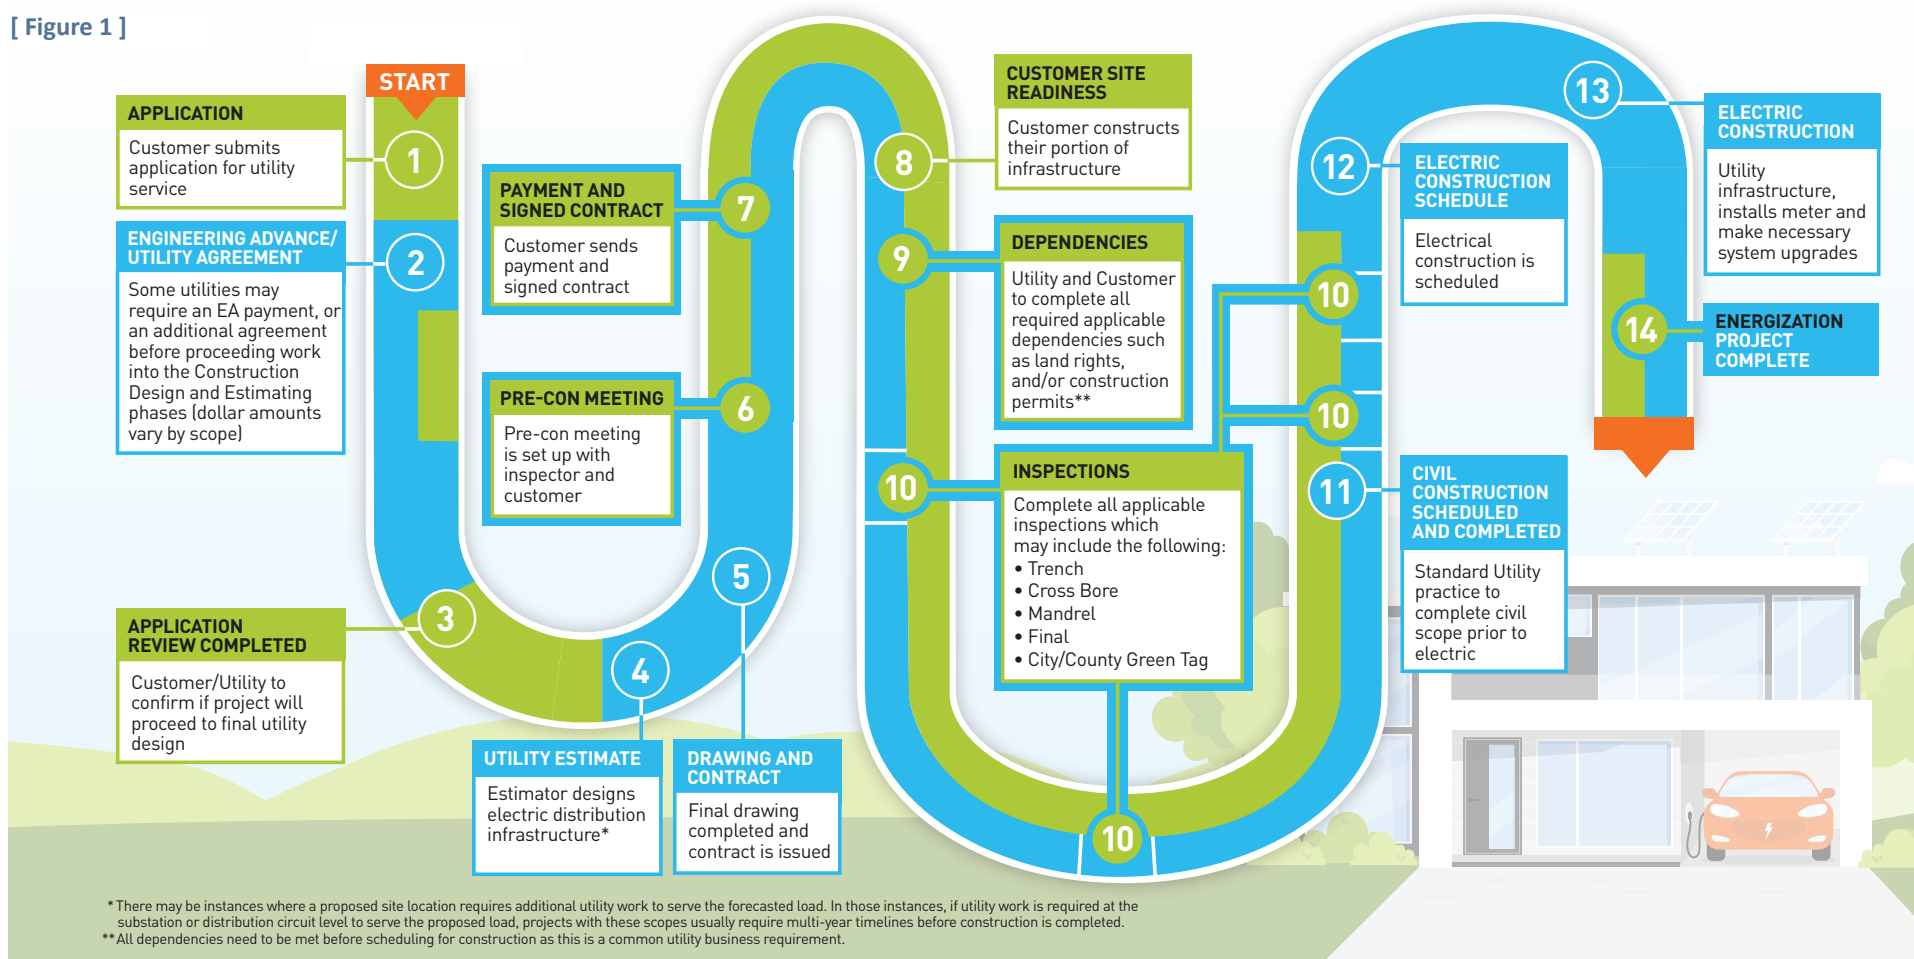 [ Figure 1 ]
START
1
APPLICATION
Customer submits
application for utility
service
2
ENGINEERING ADVANCE/
UTILITY AGREEMENT
Some utilities may
require an EA payment, or
an additional agreement
before proceeding work
into the Construction
Design and Estimating
phases (dollar amounts
vary by scope)
3
APPLICATION
REVIEW COMPLETED
Customer/Utility to
confirm if project will
proceed to final utility
design
4
UTILITY ESTIMATE
Estimator designs
electric distribution
infrastructure*
5
DRAWING AND
CONTRACT
Final drawing
completed and
contract is issued
6
PRE-CON MEETING
Pre-con meeting
is set up with
inspector and
customer
7
PAYMENT AND
SIGNED CONTRACT
Customer sends
payment and
signed contract
8
CUSTOMER SITE
READINESS
Customer constructs
their portion of
infrastructure
9
DEPENDENCIES
Utility and Customer
to complete all
required applicable
dependencies such
as land rights,
and/or construction
permits**
10
INSPECTIONS
Complete all applicable
inspections which
may include the following:
• Trench
• Cross Bore
• Mandrel
• Final
• City/County Green Tag
10
11
CIVIL
CONSTRUCTION
SCHEDULED
AND COMPLETED
Standard Utility
practice to
complete civil
scope prior to
electric
10
10
12
ELECTRIC
CONSTRUCTION
SCHEDULE
Electrical
construction is
scheduled
13
ELECTRIC
CONSTRUCTION
Utility
infrastructure,
installs meter and
make necessary
system upgrades
14
ENERGIZATION
PROJECT
COMPLETE
* There may be instances where a proposed site location requires additional utility work to serve the forecasted load. In those instances, if utility work is required at the
substation or distribution circuit level to serve the proposed load, projects with these scopes usually require multi-year timelines before construction is completed.
** All dependencies need to be met before scheduling for construction as this is a common utility business requirement.